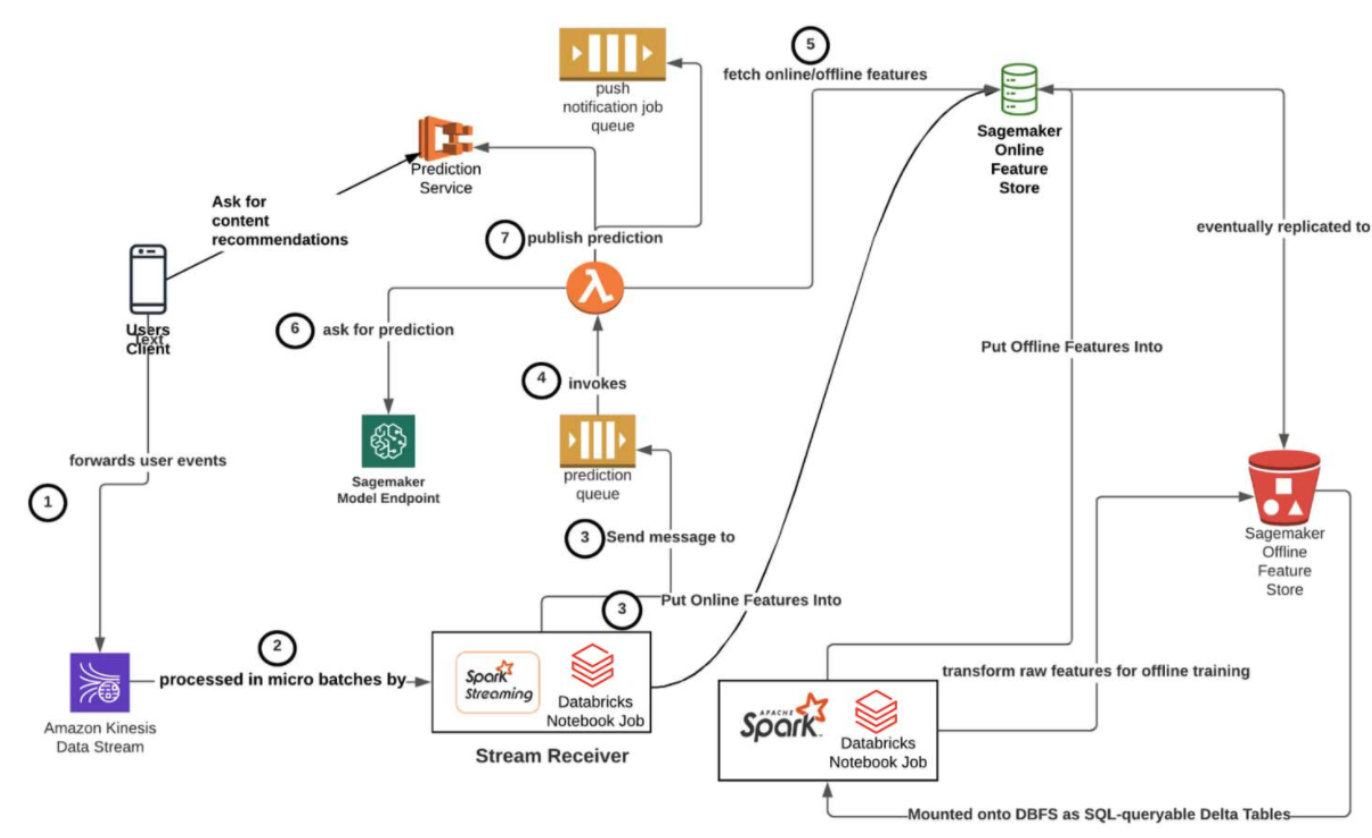 5
fetch online/offline features
push
notification job
queue
Sagemaker
Online
Feature
Store
Prediction
Service
Ask for
content
recommendations
7
publish prediction
eventually replicated to
λ
Users
Text
Client
6
ask for prediction
Put Offline Features Into
4
invokes
forwards user events
1
prediction
queue
Sagemaker
Model Endpoint
3
Send message to
Sagemaker
Offline
Feature
Store
3
Put Online Features Into
2
processed in micro batches by
Spark
Streaming
Databricks
Notebook Job
transform raw features for offline training
APACHE
Spark
Databricks
Notebook Job
Amazon Kinesis
Data Stream
Stream Receiver
Mounted onto DBFS as SQL-queryable Delta Tables